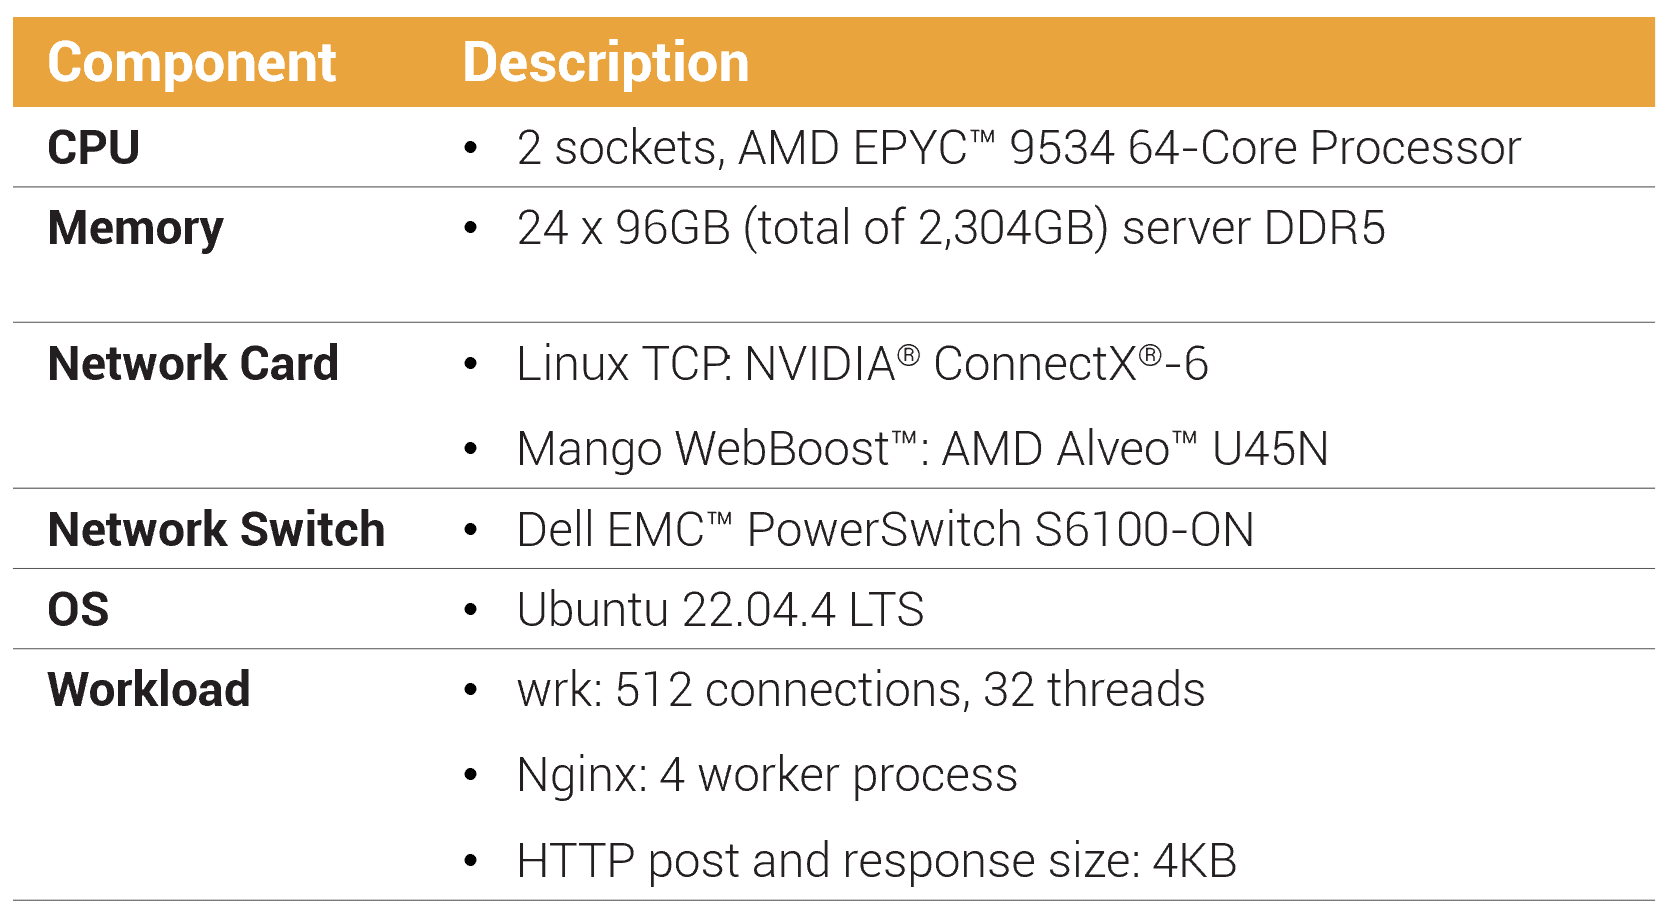 Component Description
CPU • 2 sockets, AMD EPYC™ 9534 64-Core Processor
Memory • 24 x 96GB (total of 2,304GB) server DDR5
Network Card • Linux TCP: NVIDIA® ConnectX®-6
• Mango WebBoost™: AMD Alveo™ U45N
Network Switch • Dell EMC™ PowerSwitch S6100-ON
OS • Ubuntu 22.04.4 LTS
Workload • wrk: 512 connections, 32 threads
• Nginx: 4 worker process
• HTTP post and response size: 4KB